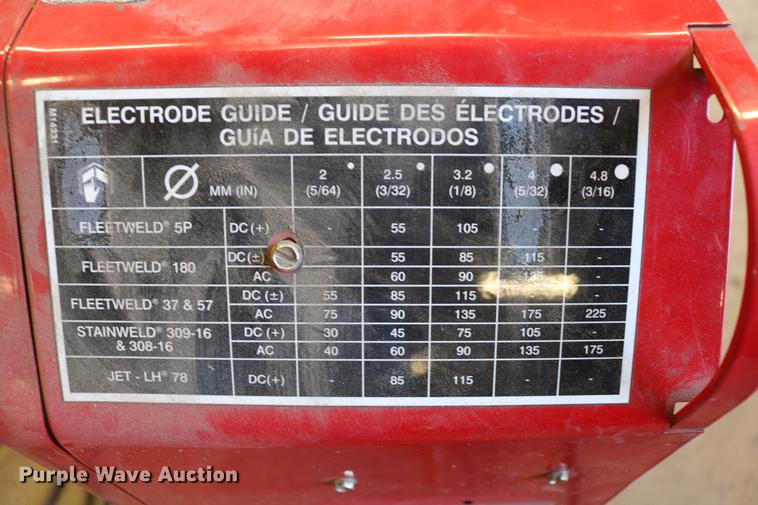 M14331
ELECTRODE GUIDE / GUIDE DES ÉLECTRODES /
GUÍA DE ELECTRODOS
MM (IN) 2 (5/64) 2.5 (3/32) 3.2 (1/8) 4 (5/32) 4.8 (3/16)
FLEETWELD® 5P DC (+) - 55 105 - -
FLEETWELD® 180 DC(±) - 55 85 115 -
AC - 60 90 135 -
FLEETWELD® 37 & 57 DC (±) 55 85 115 - -
AC 75 90 135 175 225
STAINWELD® 309-16 DC (+) 30 45 75 105 -
& 308-16 AC 40 60 90 135 175
JET - LH® 78 DC(+) - 85 115 - -
Purple Wave Auction